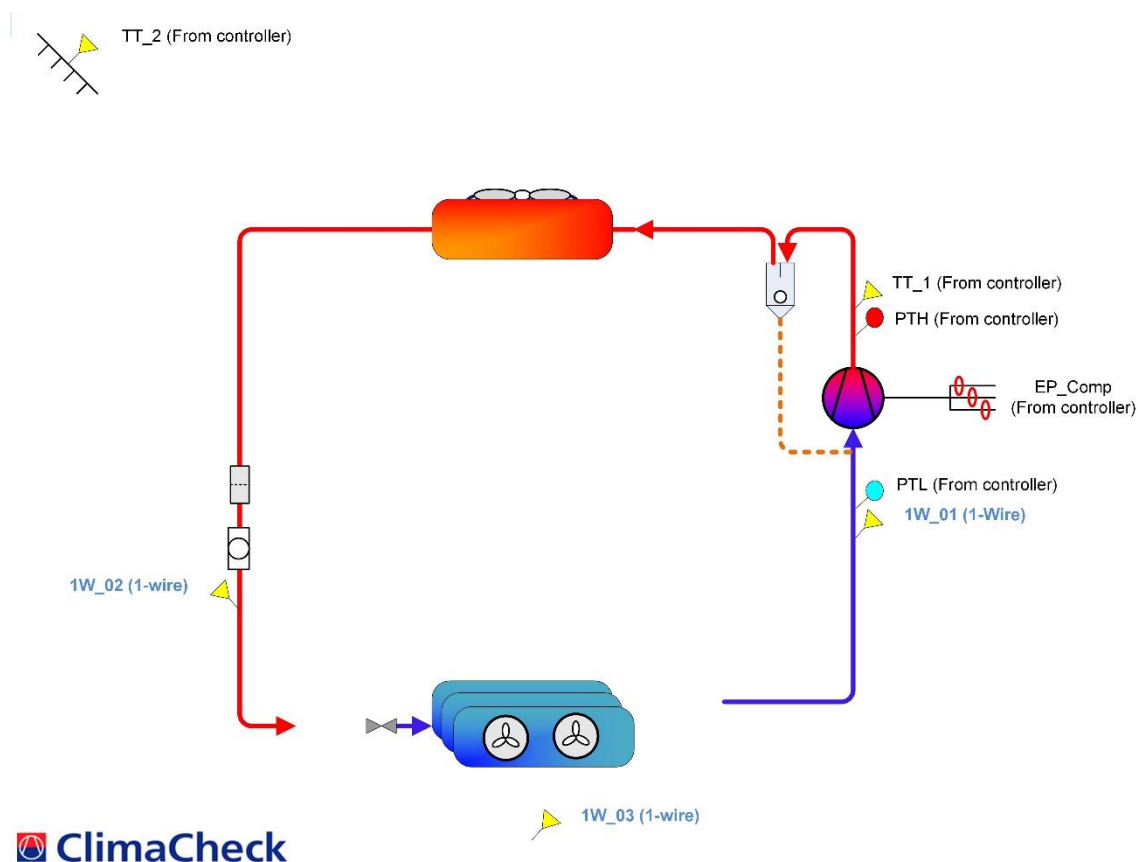 TT_2 (From controller)
TT_1 (From controller)
PTH (From controller)
EP_Comp
(From controller)
PTL (From controller)
1W_01 (1-Wire)
1W_02 (1-wire)
1W_03 (1-wire)
ClimaCheck